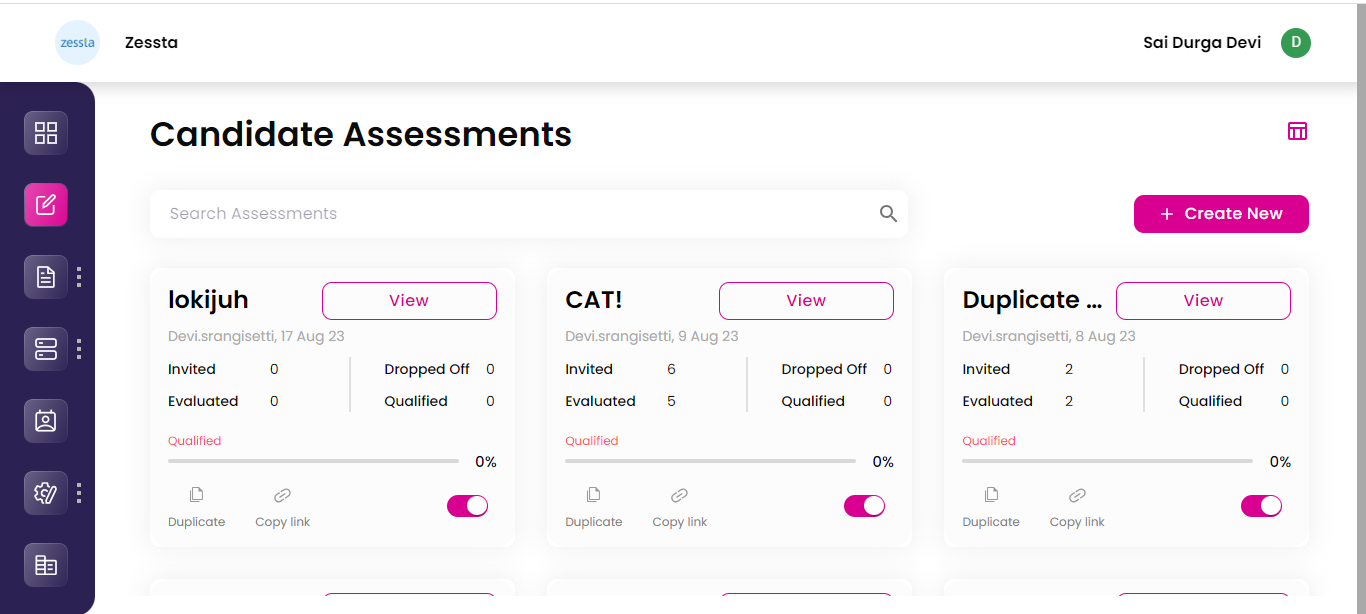 zessta Zessta Sai Durga Devi D
Candidate Assessments
Search Assessments
+ Create New
lokijuh View
Devi.srangisetti, 17 Aug 23
Invited 0 Dropped Off 0
Evaluated 0 Qualified 0
Qualified
0%
Duplicate Copy link
CAT! View
Devi.srangisetti, 9 Aug 23
Invited 6 Dropped Off 0
Evaluated 5 Qualified 0
Qualified
0%
Duplicate Copy link
Duplicate ... View
Devi.srangisetti, 8 Aug 23
Invited 2 Dropped Off 0
Evaluated 2 Qualified 0
Qualified
0%
Duplicate Copy link